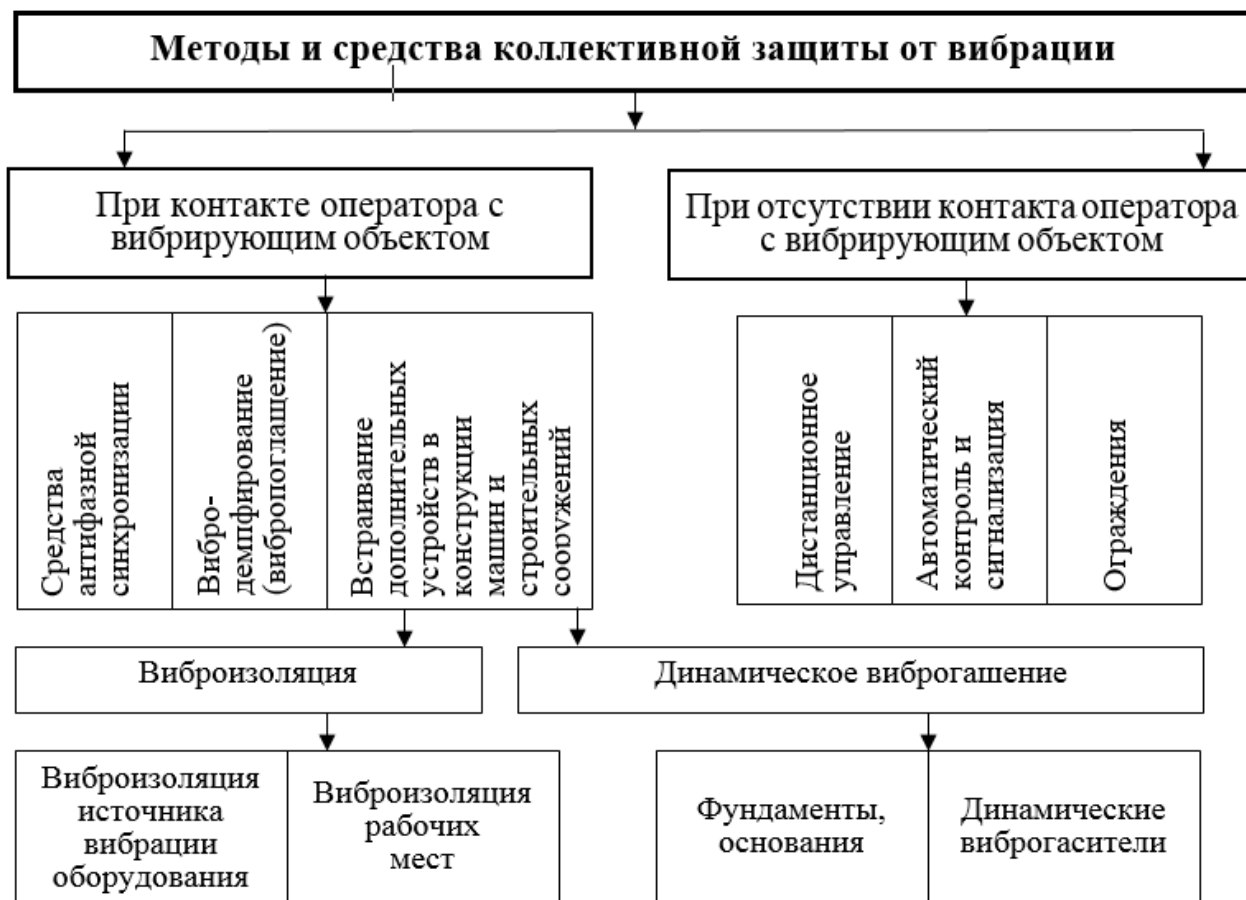 Методы и средства коллективной защиты от вибрации
При контакте оператора с
вибрирующим объектом
При отсутствии контакта оператора
с вибрирующим объектом
Средства
антифазной
синхронизации
Вибро-
демпфирование
(вибропоглащение)
Встраивание
дополнительных
устройств в
конструкции
машин и
строительных
сооружений
Дистанционное
управление
Автоматический
контроль и
сигнализация
Ограждения
Виброизоляция
Динамическое виброгашение
Виброизоляция
источника
вибрации
оборудования
Виброизоляция
рабочих
мест
Фундаменты,
основания
Динамические
виброгасители